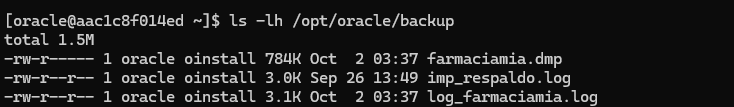 [oracle@aac1c8f014ed ~]$ ls -lh /opt/oracle/backup
total 1.5M
-rw-r----- 1 oracle oinstall 784K Oct  2 03:37 farmaciamia.dmp
-rw-r--r-- 1 oracle oinstall 3.0K Sep 26 13:49 imp_respaldo.log
-rw-r--r-- 1 oracle oinstall 3.1K Oct  2 03:37 log_farmaciamia.log